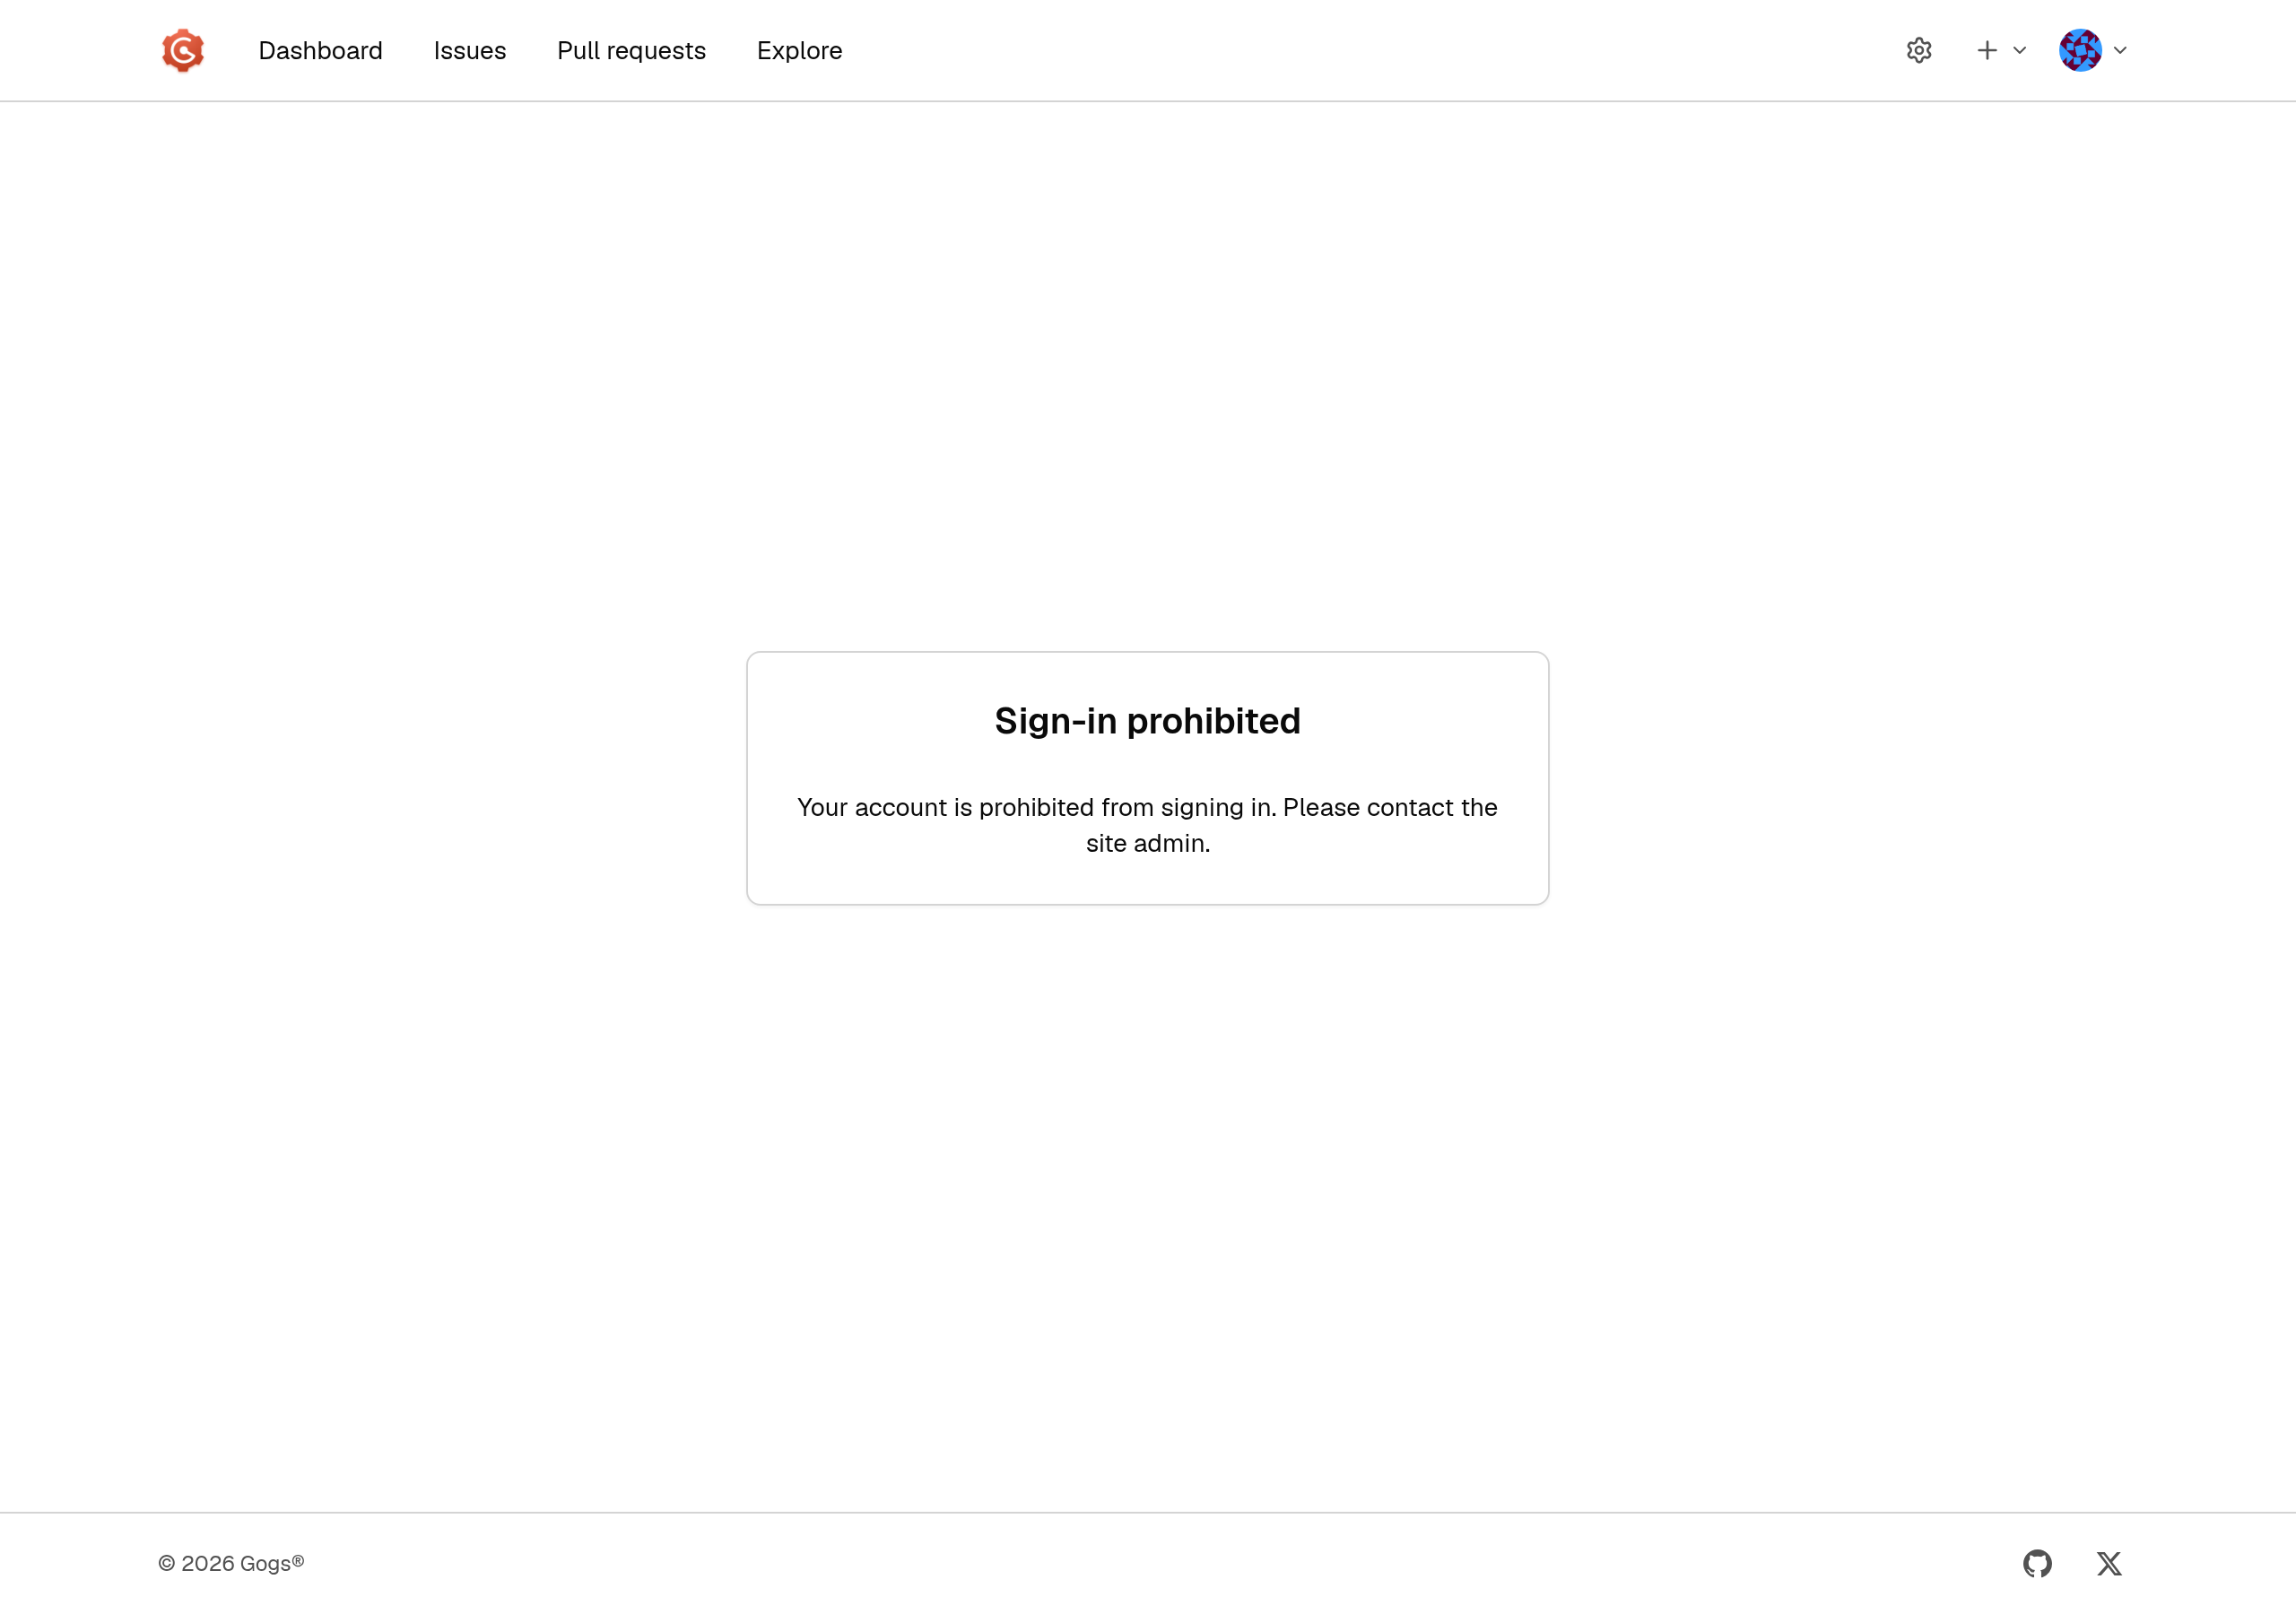 Dashboard Issues Pull requests Explore
Sign-in prohibited
Your account is prohibited from signing in. Please contact the
site admin.
© 2026 Gogs®